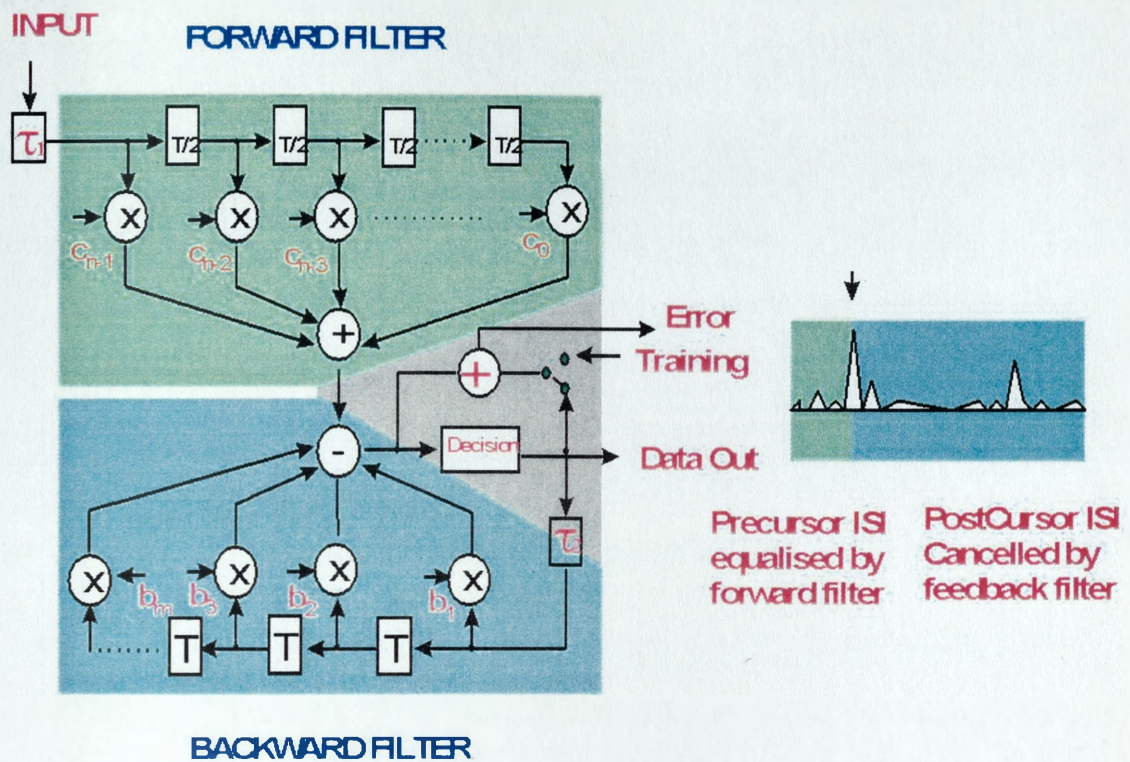 INPUT
FORWARD FILTER
τ1
T/2
T/2
T/2
T/2
X
X
X
X
cn-1
cn-2
cn-3
c0
+
Error
+
Training
-
Decision
Data Out
τ2
Precursor ISI
equalised by
forward filter
PostCursor ISI
Cancelled by
feedback filter
X
X
X
X
bm
b3
b2
b1
T
T
T
BACKWARD FILTER